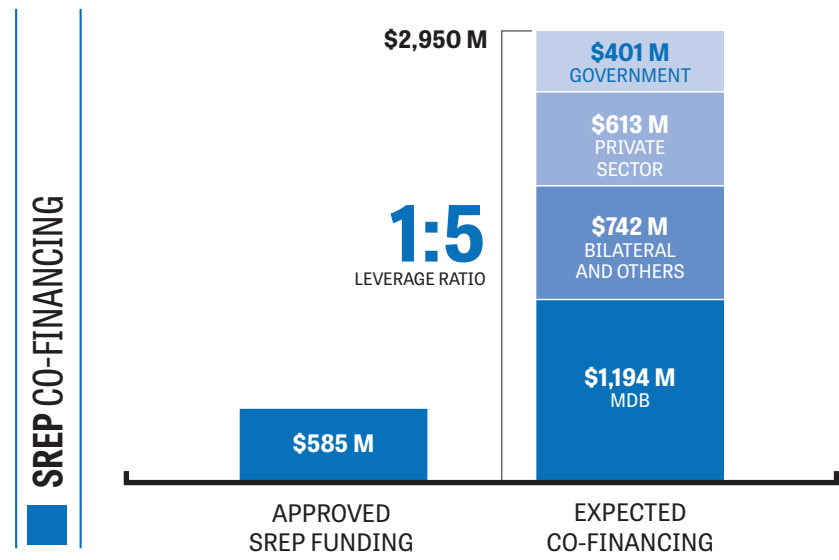 SREP CO-FINANCING
$2,950 M
1:5
LEVERAGE RATIO
$585 M
APPROVED
SREP FUNDING
$401 M
GOVERNMENT
$613 M
PRIVATE
SECTOR
$742 M
BILATERAL
AND OTHERS
$1,194 M
MDB
EXPECTED
CO-FINANCING